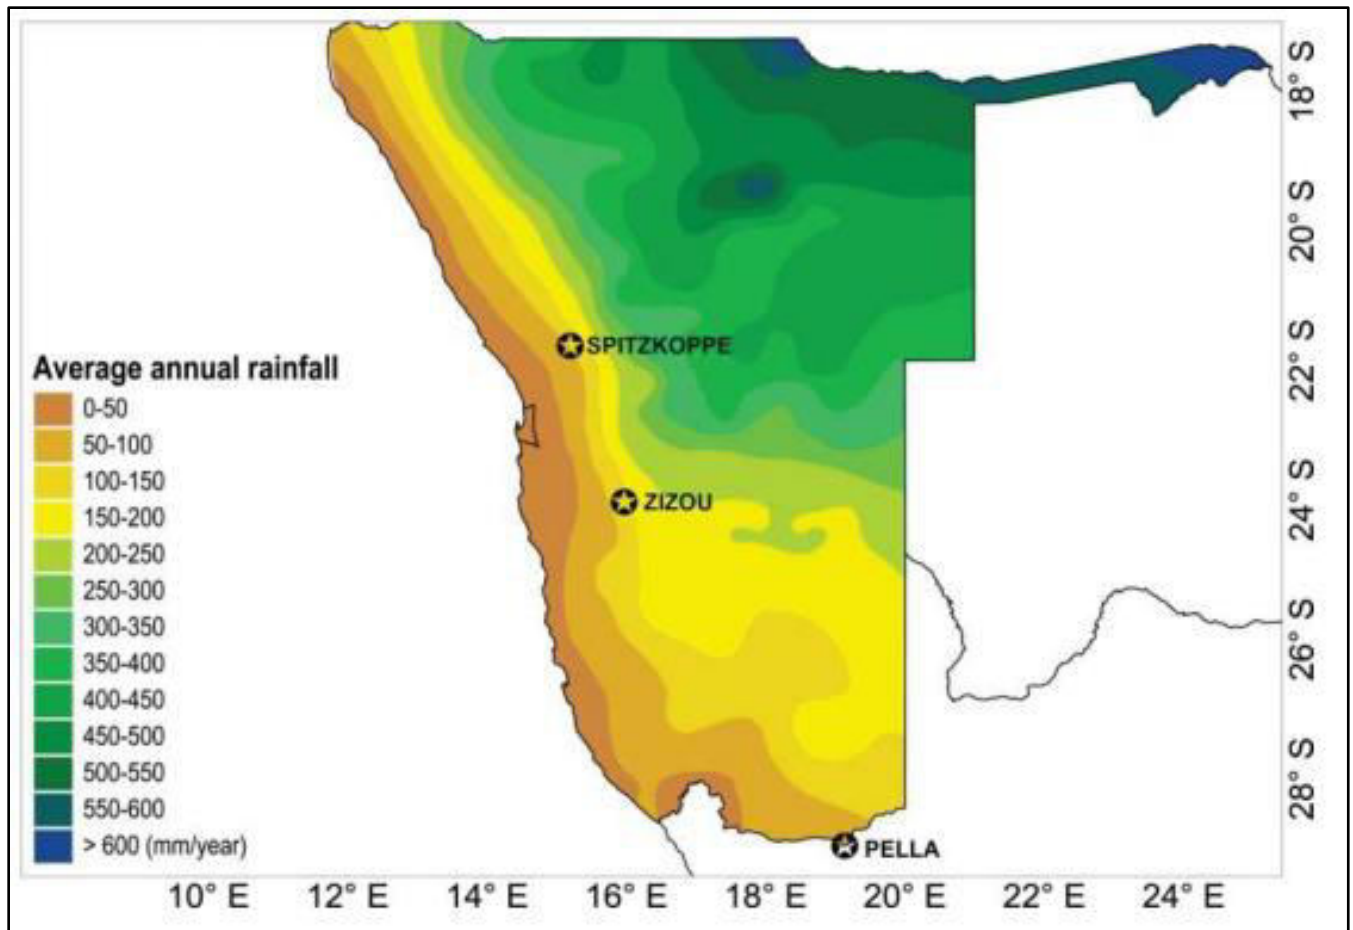 18° S
20° S
SPITZKOPPE
22° S
Average annual rainfall
0-50
50-100
100-150
150-200
200-250
250-300
300-350
350-400
400-450
450-500
500-550
550-600
> 600 (mm/year)
ZIZOU
24° S
26° S
28° S
PELLA
10° E
12° E
14° E
16° E
18° E
20° E
22° E
24° E